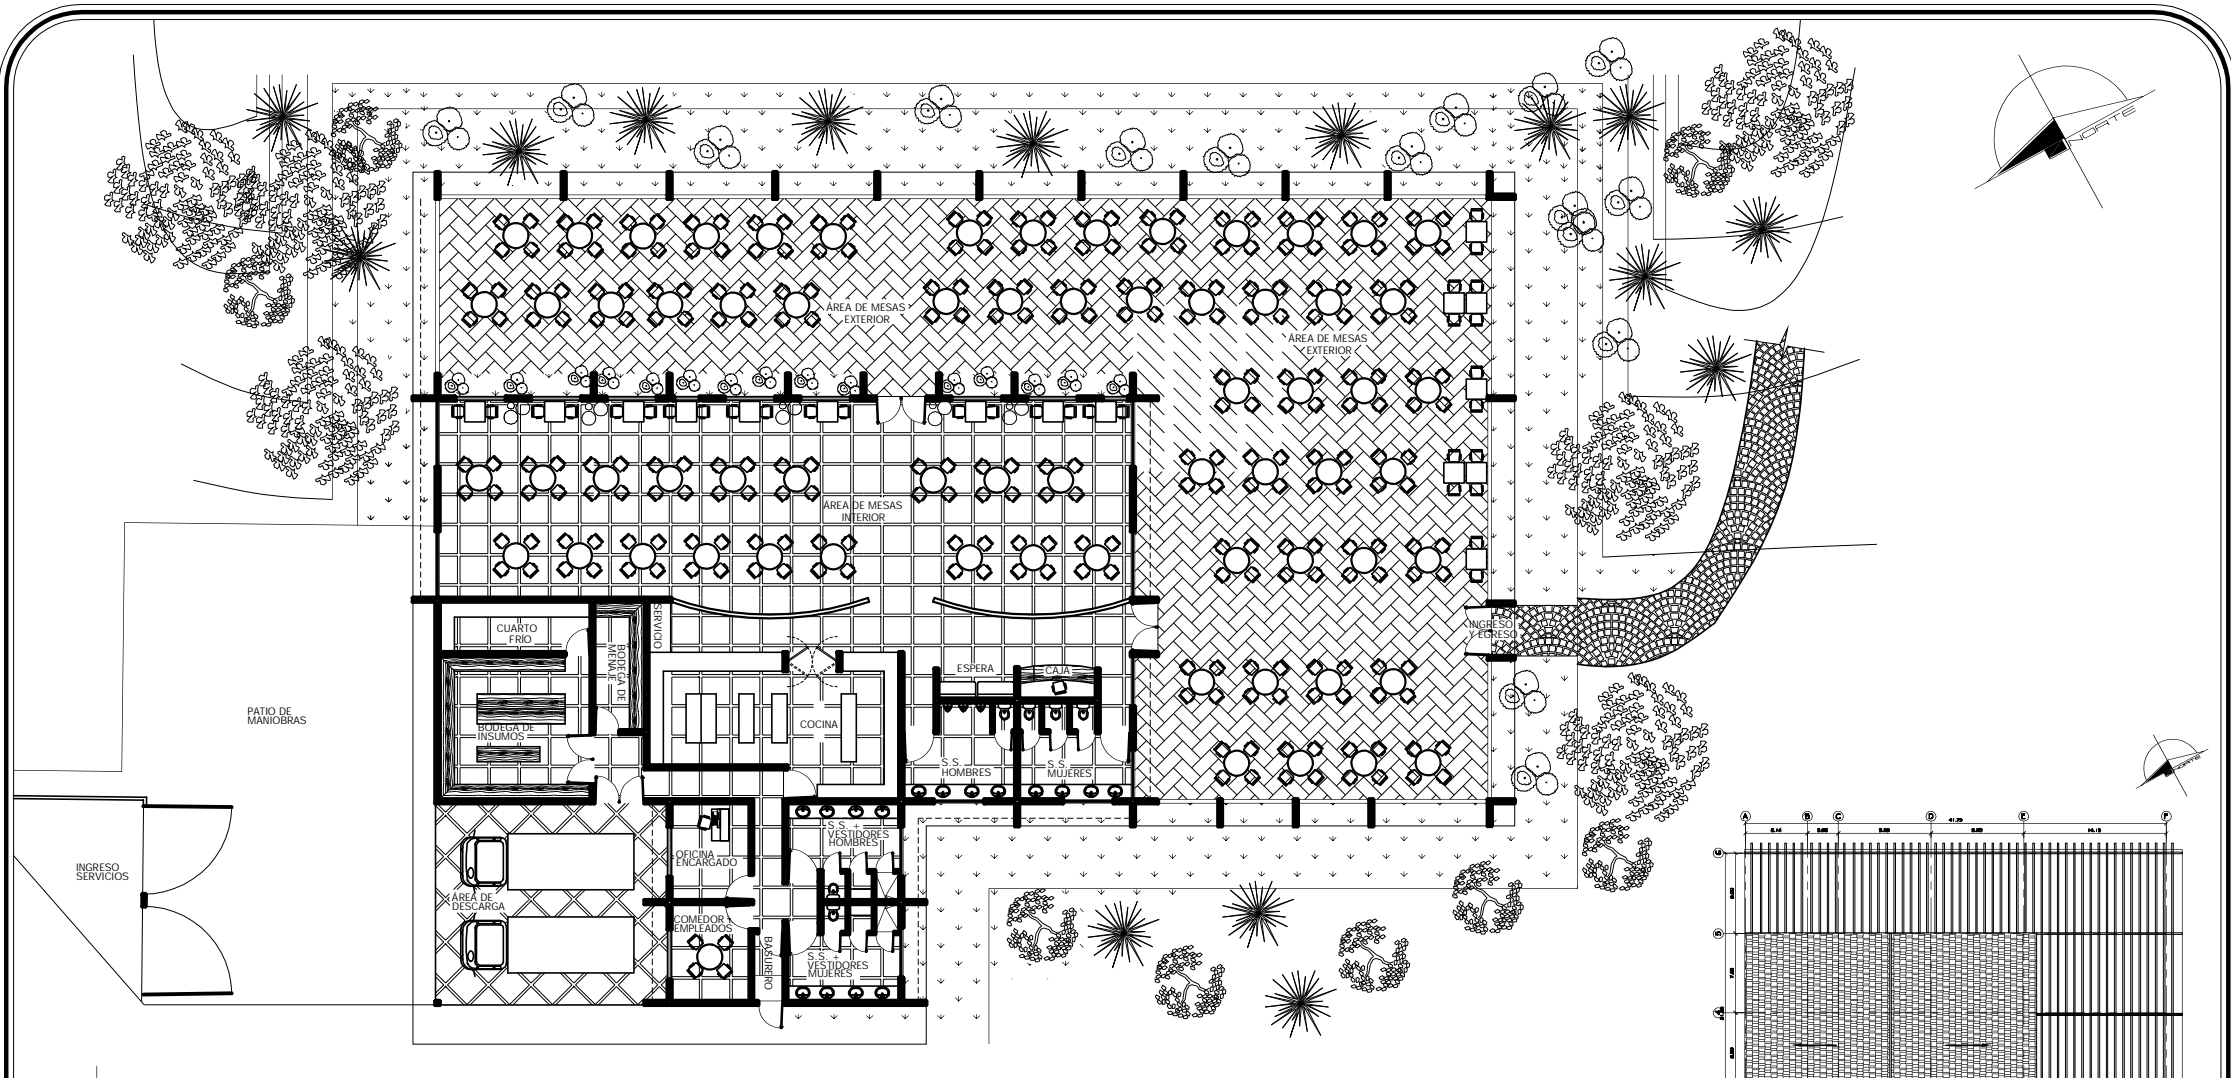 NORTE
ÁREA DE MESAS
EXTERIOR
ÁREA DE MESAS
EXTERIOR
ÁREA DE MESAS
INTERIOR
CUARTO
FRÍO
SERVICIO
BODEGA DE
MENAJE
INGRESO
Y EGRESO
ESPERA
CAJA
PATIO DE
MANIOBRAS
BODEGA DE
INSUMOS
COCINA
S.S.
HOMBRES
S.S.
MUJERES
NORTE
INGRESO
SERVICIOS
ÁREA DE
DESCARGA
OFICINA
ENCARGADO
S.S. +
VESTIDORES
HOMBRES
COMEDOR
EMPLEADOS
BASURERO
S.S. +
VESTIDORES
MUJERES
A B C D E F